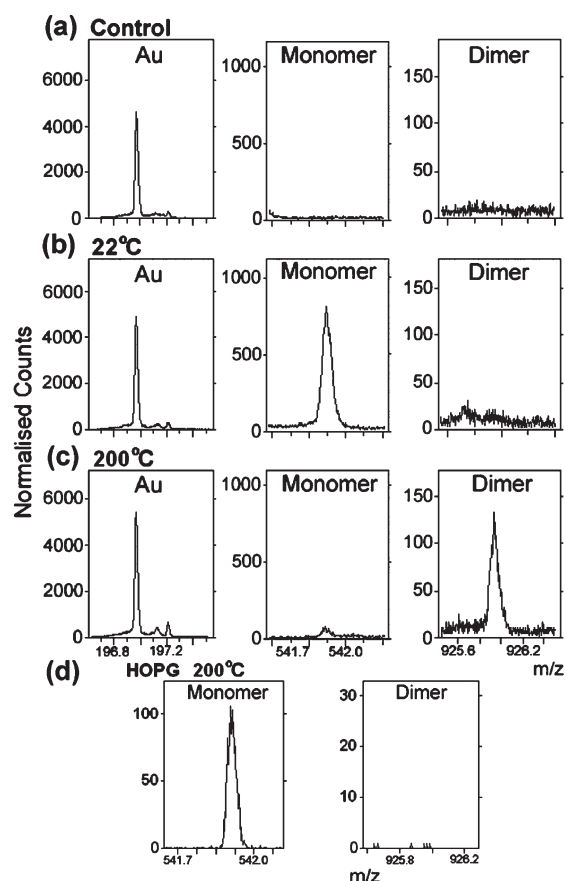 (a) Control
Au Monomer Dimer
6000 1000 150
4000 100
500
2000 50
0 0 0
(b) 22°C
Au Monomer Dimer
6000 1000 150
4000 100
500
2000 50
0 0 0
Normalised Counts
(c) 200°C
Au Monomer Dimer
6000 1000 150
4000 100
500
2000 50
0 0 0
196.8 197.2 541.7 542.0 925.6 926.2
m/z
(d) HOPG 200°C
Monomer Dimer
100 30
20
50
10
0 0
541.7 542.0 925.8 926.2
m/z